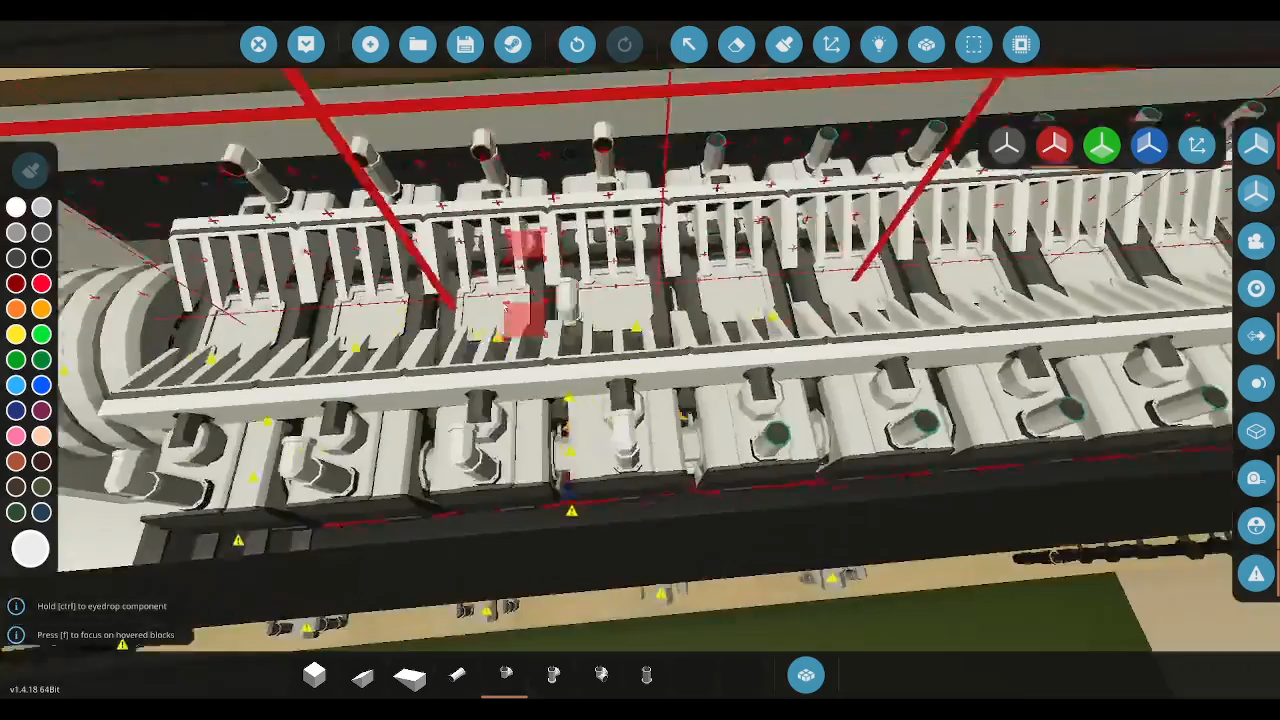 Hold [ctrl] to eyedrop component
Press [f] to focus on hovered blocks
v1.4.18 64Bit